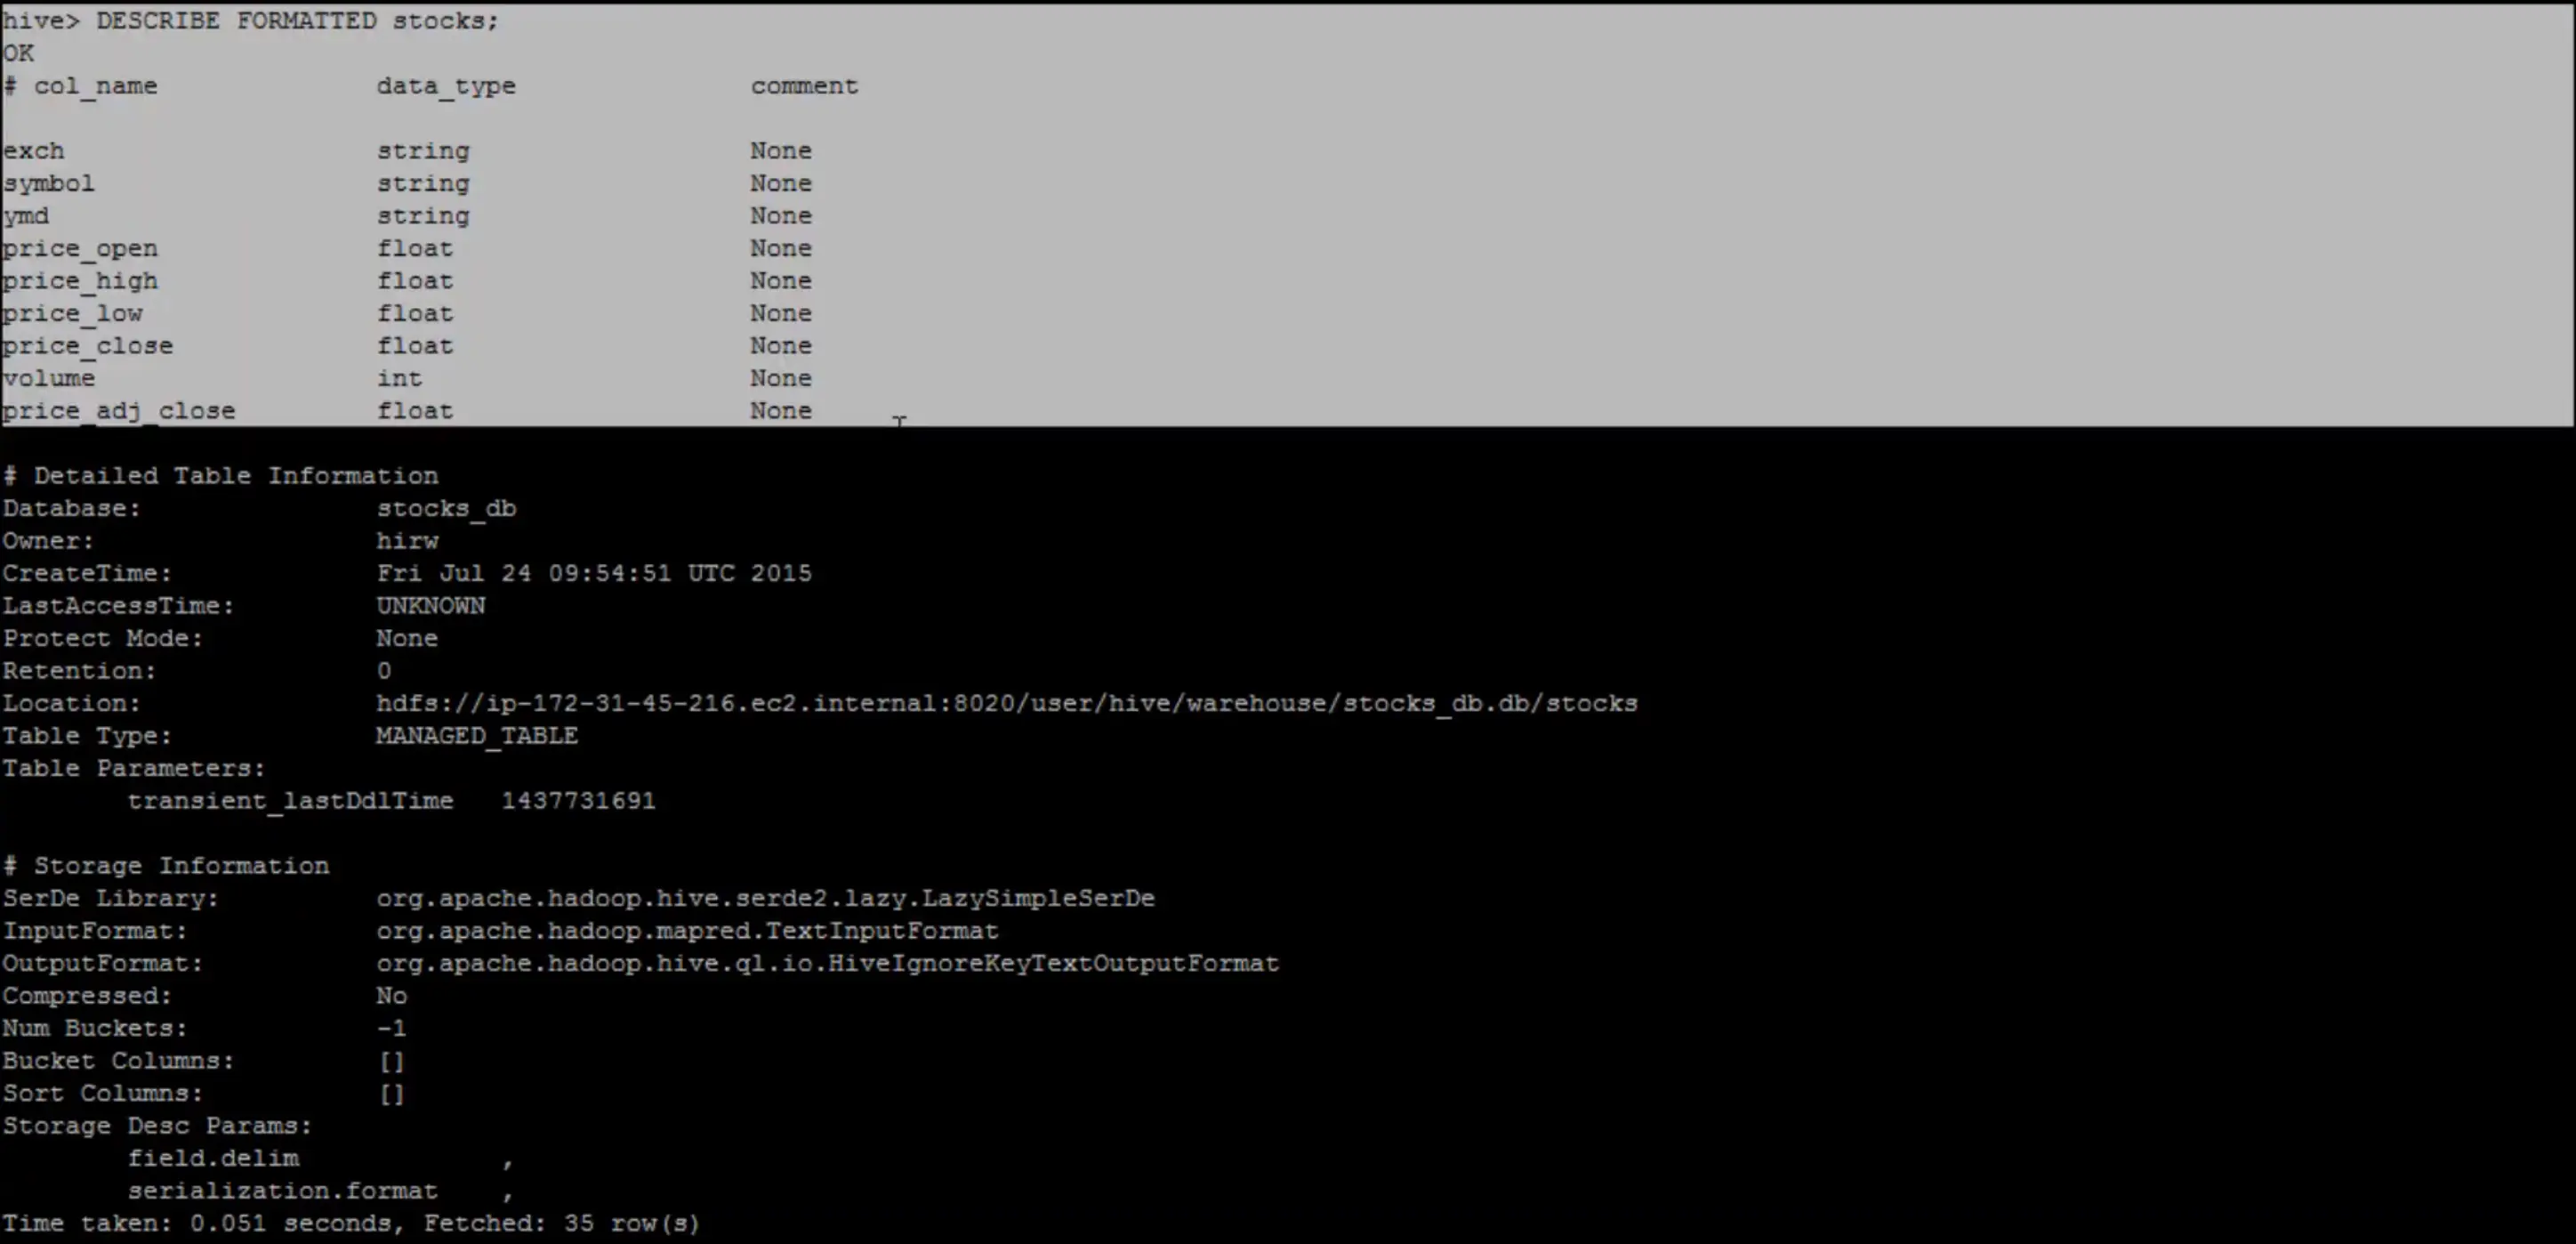 hive> DESCRIBE FORMATTED stocks;
OK
# col_name data_type comment
exch string None
symbol string None
ymd string None
price_open float None
price_high float None
price_low float None
price_close float None
volume int None
price_adj_close float None
# Detailed Table Information
Database: stocks_db
Owner: hirw
CreateTime: Fri Jul 24 09:54:51 UTC 2015
LastAccessTime: UNKNOWN
Protect Mode: None
Retention: 0
Location: hdfs://ip-172-31-45-216.ec2.internal:8020/user/hive/warehouse/stocks_db.db/stocks
Table Type: MANAGED_TABLE
Table Parameters:
transient_lastDdlTime 1437731691
# Storage Information
SerDe Library: org.apache.hadoop.hive.serde2.lazy.LazySimpleSerDe
InputFormat: org.apache.hadoop.mapred.TextInputFormat
OutputFormat: org.apache.hadoop.hive.ql.io.HiveIgnoreKeyTextOutputFormat
Compressed: No
Num Buckets: -1
Bucket Columns: []
Sort Columns: []
Storage Desc Params:
field.delim ,
serialization.format ,
Time taken: 0.051 seconds, Fetched: 35 row(s)